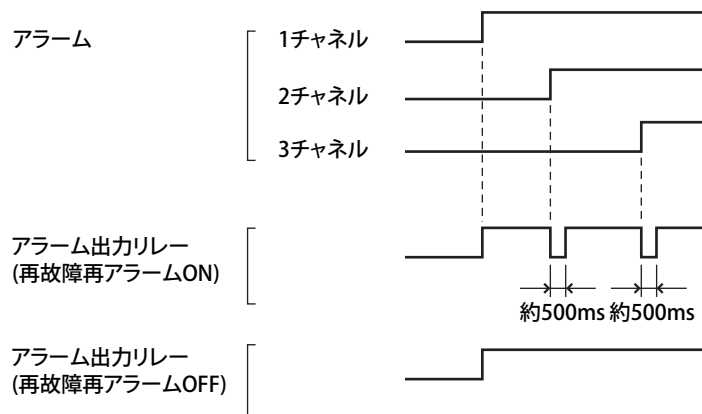 アラーム
1チャネル
2チャネル
3チャネル
アラーム出力リレー
(再故障再アラームON)
約500ms 約500ms
アラーム出力リレー
(再故障再アラームOFF)